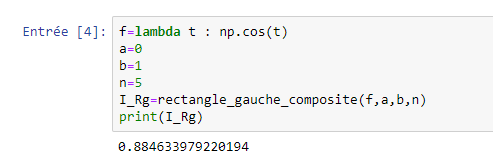 Entrée [4]: f=lambda t : np.cos(t)
a=0
b=1
n=5
I_Rg=rectangle_gauche_composite(f,a,b,n)
print(I_Rg)
0.884633979220194